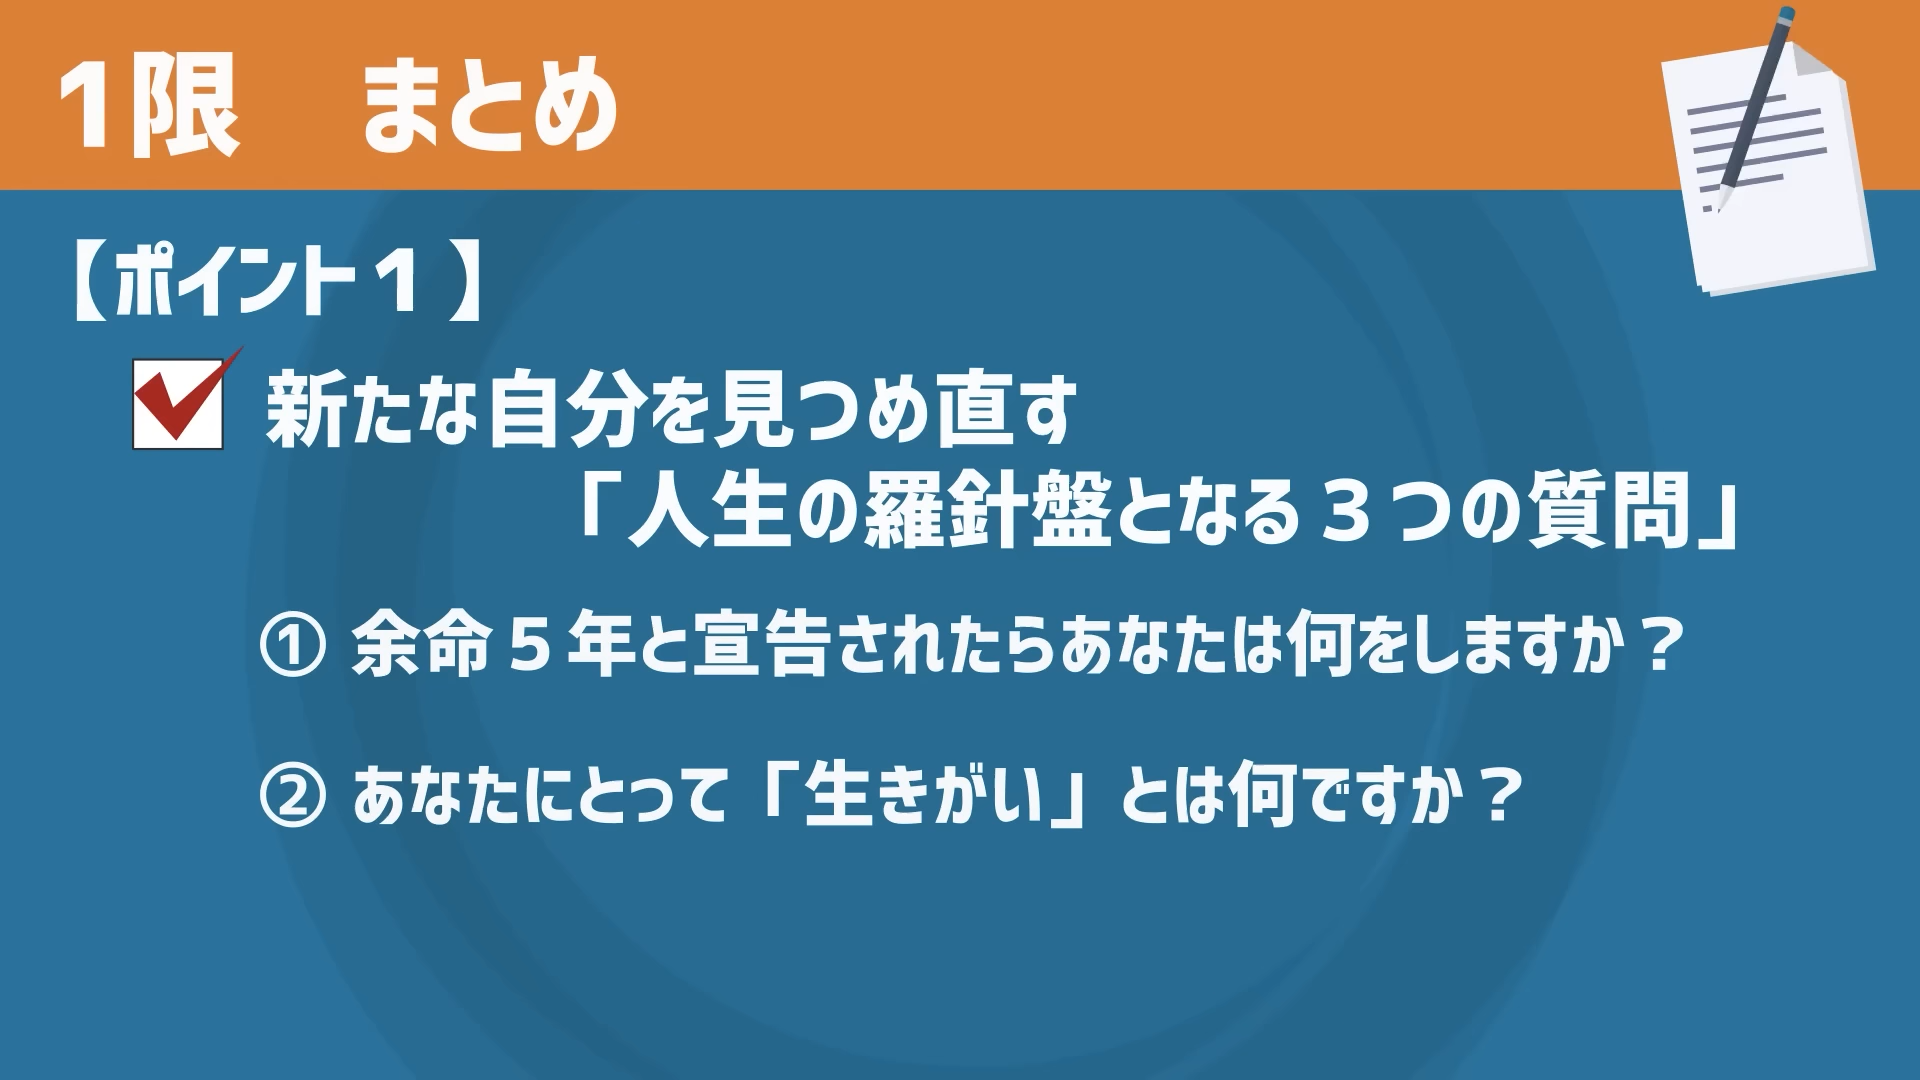 1限　まとめ
【ポイント１】
新たな自分を見つめ直す
「人生の羅針盤となる３つの質問」
① 余命５年と宣告されたらあなたは何をしますか？
② あなたにとって「生きがい」とは何ですか？